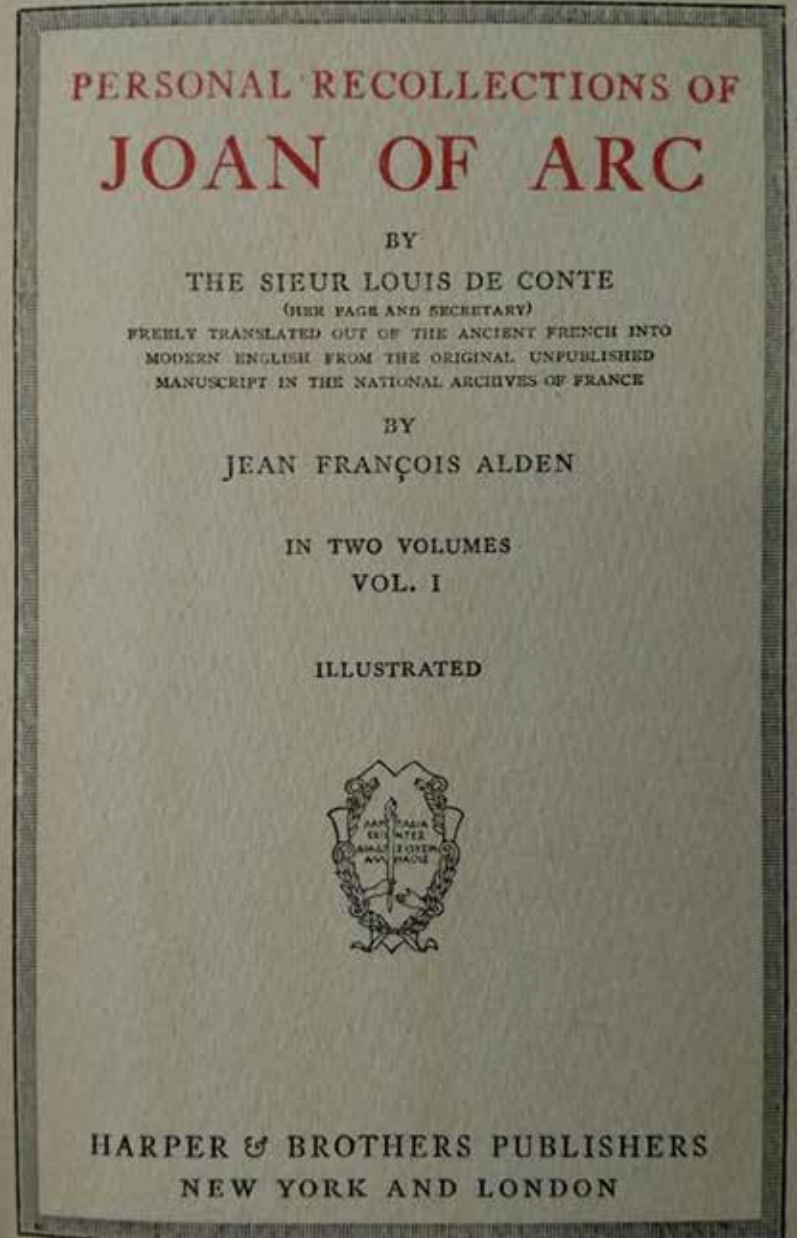 PERSONAL RECOLLECTIONS OF
JOAN OF ARC
BY
THE SIEUR LOUIS DE CONTE
(HER PAGE AND SECRETARY)
FREELY TRANSLATED OUT OF THE ANCIENT FRENCH INTO
MODERN ENGLISH FROM THE ORIGINAL UNPUBLISHED
MANUSCRIPT IN THE NATIONAL ARCHIVES OF FRANCE
BY
JEAN FRANÇOIS ALDEN
IN TWO VOLUMES
VOL. I
ILLUSTRATED
HARPER & BROTHERS PUBLISHERS
NEW YORK AND LONDON